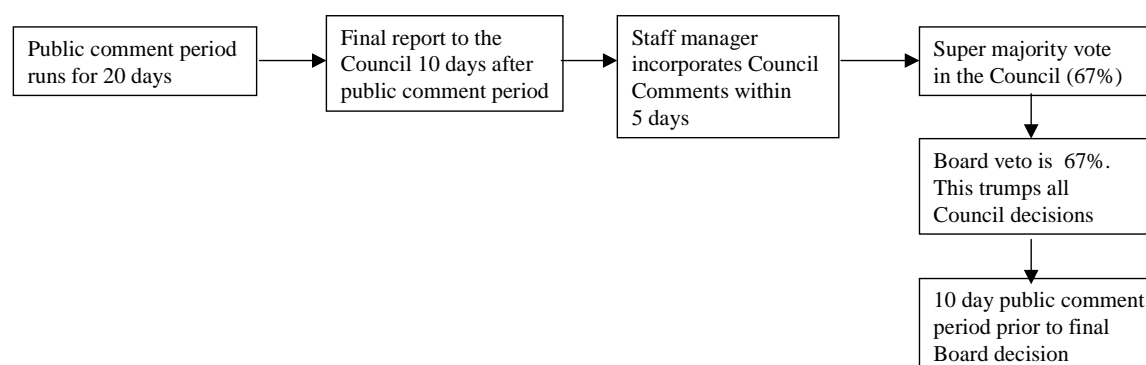 Public comment period
runs for 20 days
Final report to the
Council 10 days after
public comment period
Staff manager
incorporates Council
Comments within
5 days
Super majority vote
in the Council (67%)
Board veto is 67%.
This trumps all
Council decisions
10 day public comment
period prior to final
Board decision